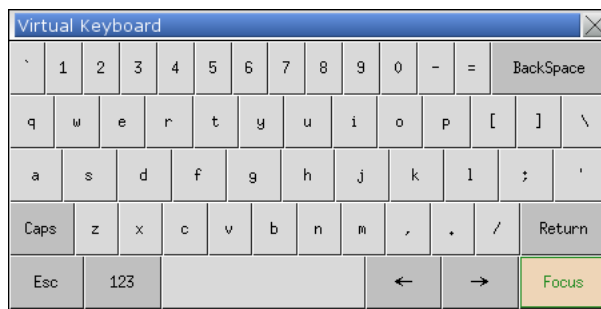 Virtual Keyboard
` 1 2 3 4 5 6 7 8 9 0 - = BackSpace
q w e r t y u i o p [ ] \
a s d f g h j k l ; '
Caps z x c v b n m , . / Return
Esc 123 ← → Focus